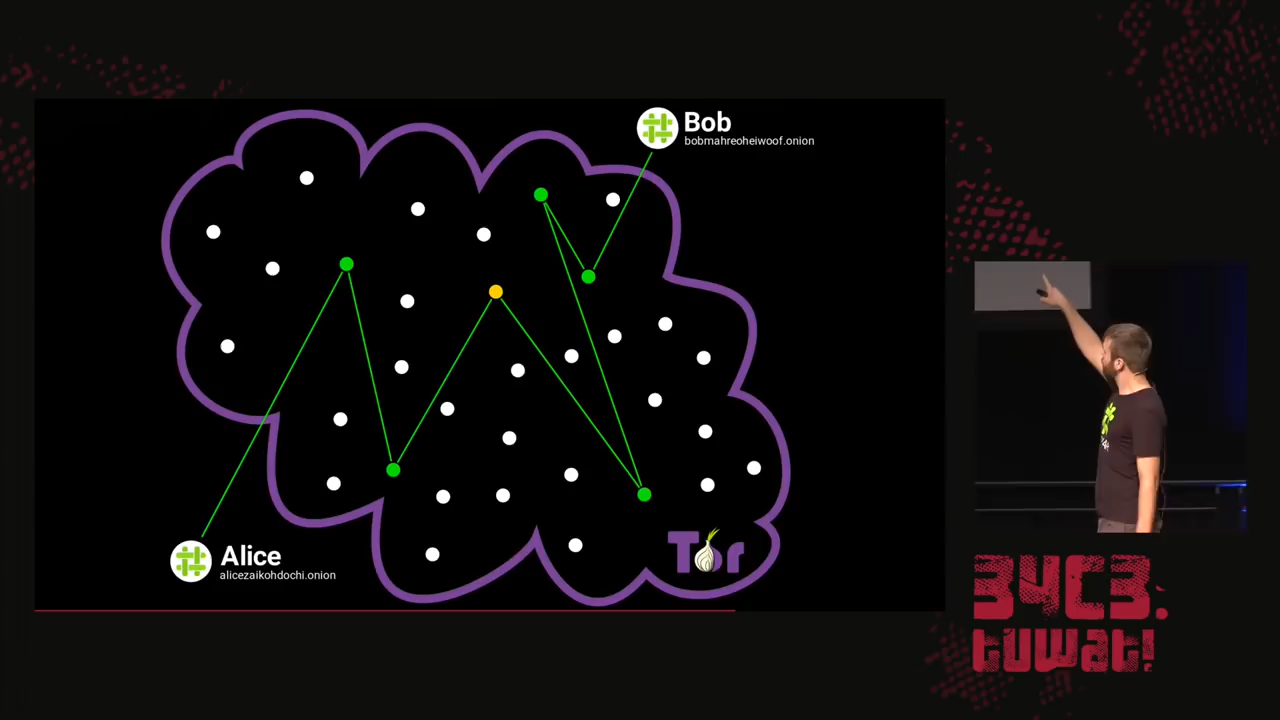 Bob
bobmahreoheiwoof.onion
Tor
Alice
alicezaikohdochi.onion
34C3.
tuwat!